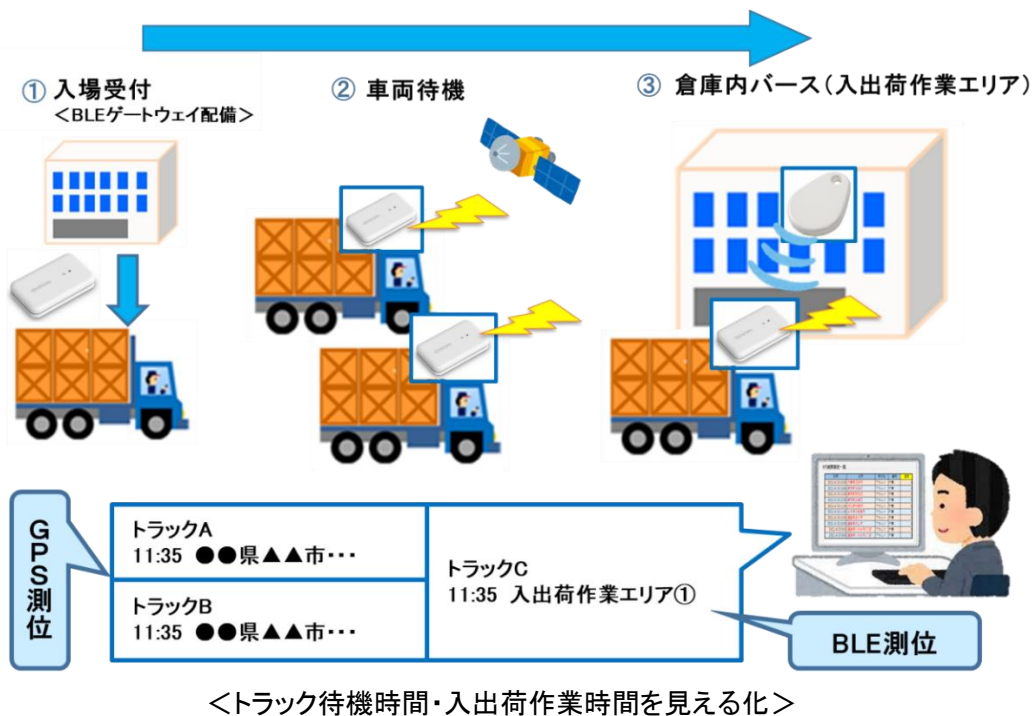 ① 入場受付
＜BLEゲートウェイ配備＞
② 車両待機
③ 倉庫内バース（入出荷作業エリア）
GPS測位
トラックA
11:35 ●●県▲▲市・・・
トラックB
11:35 ●●県▲▲市・・・
トラックC
11:35 入出荷作業エリア①
BLE測位
＜トラック待機時間・入出荷作業時間を見える化＞